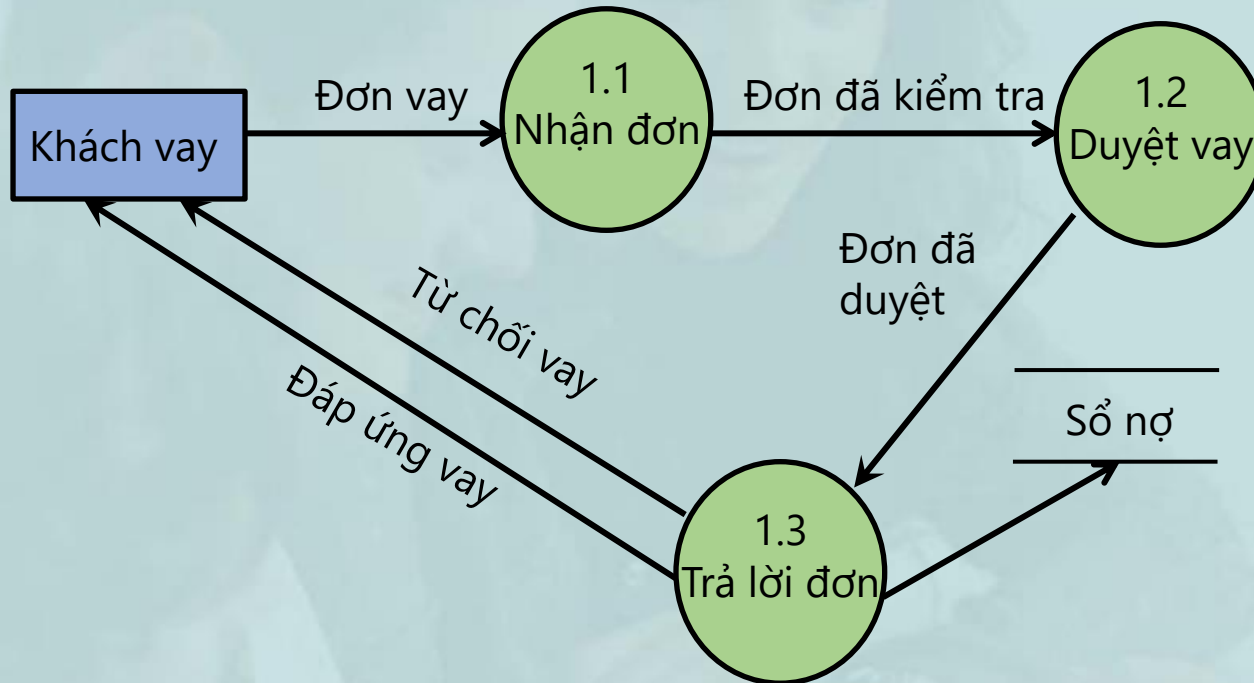 Khách vay
Đơn vay
1.1
Nhận đơn
Đơn đã kiểm tra
1.2
Duyệt vay
Đơn đã
duyệt
Từ chối vay
Đáp ứng vay
Sổ nợ
1.3
Trả lời đơn